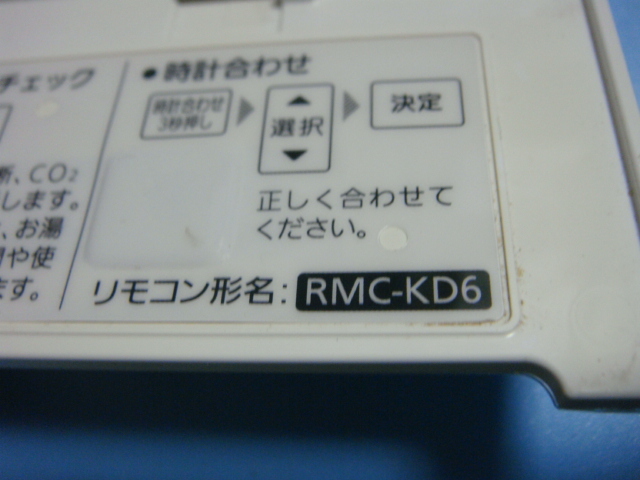 チェック
、CO₂
します。
、お湯
や使
ます。
• 時計合わせ
時計合わせ
3秒押し
▲
選択
▼
決定
正しく合わせて
ください。
リモコン形名: RMC-KD6